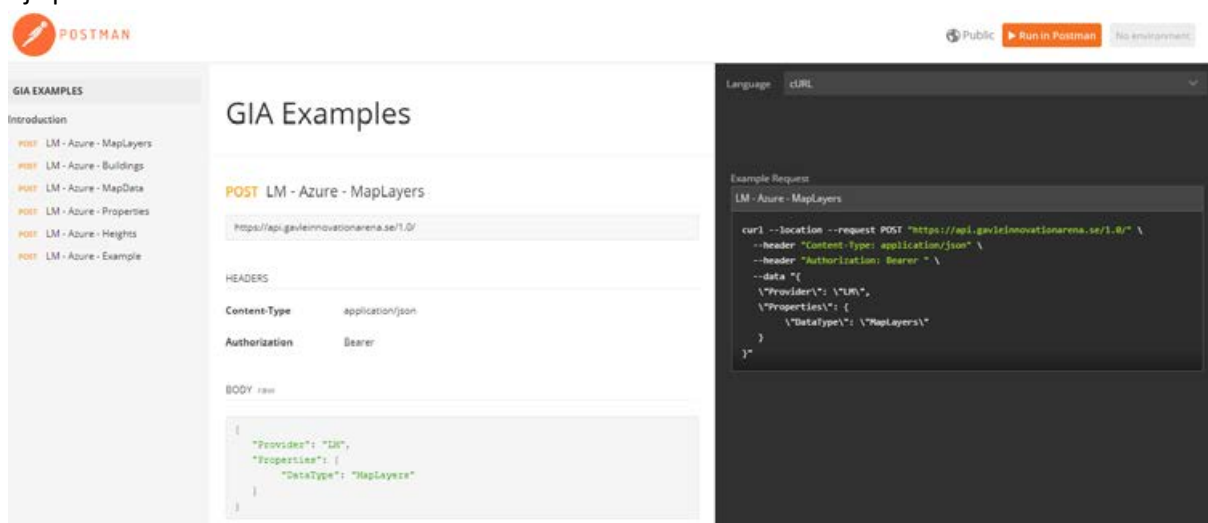 POSTMAN
Public
Run in Postman
No environment
GIA EXAMPLES
Introduction
POST LM - Azure - MapLayers
POST LM - Azure - Buildings
POST LM - Azure - MapData
POST LM - Azure - Properties
POST LM - Azure - Heights
POST LM - Azure - Example
GIA Examples
POST LM - Azure - MapLayers
https://api.gavleinnovationarena.se/1.0/
HEADERS
Content-Type application/json
Authorization Bearer
BODY raw
{
"Provider": "LM",
"Properties": {
"DataType": "MapLayers"
}
}
Language cURL
Example Request
LM - Azure - MapLayers
curl --location --request POST "https://api.gavleinnovationarena.se/1.0/" \
--header "Content-Type: application/json" \
--header "Authorization: Bearer " \
--data "{
\"Provider\": \"LM\",
\"Properties\": {
\"DataType\": \"MapLayers\"
}
}"